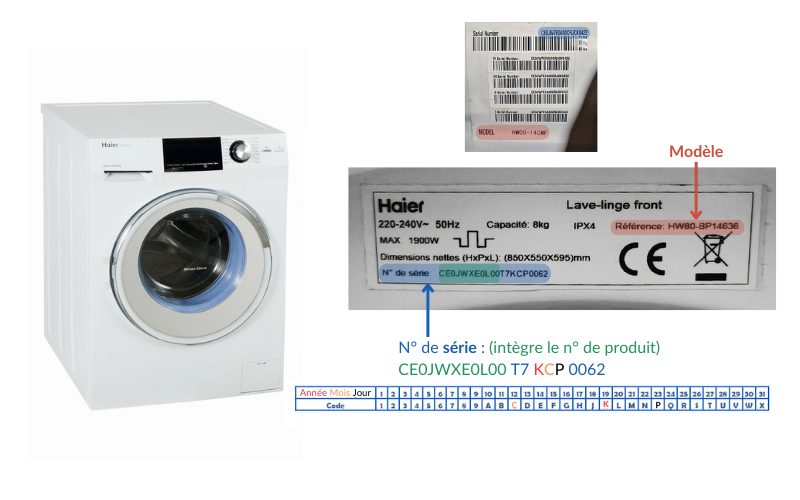 Haier
Serial Number
MODEL
Modèle
Haier
Lave-linge front
220-240V~ 50Hz Capacité: 8kg IPX4 Référence: HW80-BP14636
MAX 1900W
Dimensions nettes (HxPxL): (850X550X595)mm
N° de série CE0JWXE0L00T7KCP0062
CE
N° de série : (intègre le n° de produit)
CE0JWXE0L00 T7 KCP 0062
Année Mois Jour 1 2 3 4 5 6 7 8 9 10 11 12 13 14 15 16 17 18 19 20 21 22 23 24 25 26 27 28 29 30 31
Code 1 2 3 4 5 6 7 8 9 A B C D E F G H J K L M N P Q R S T U V W X